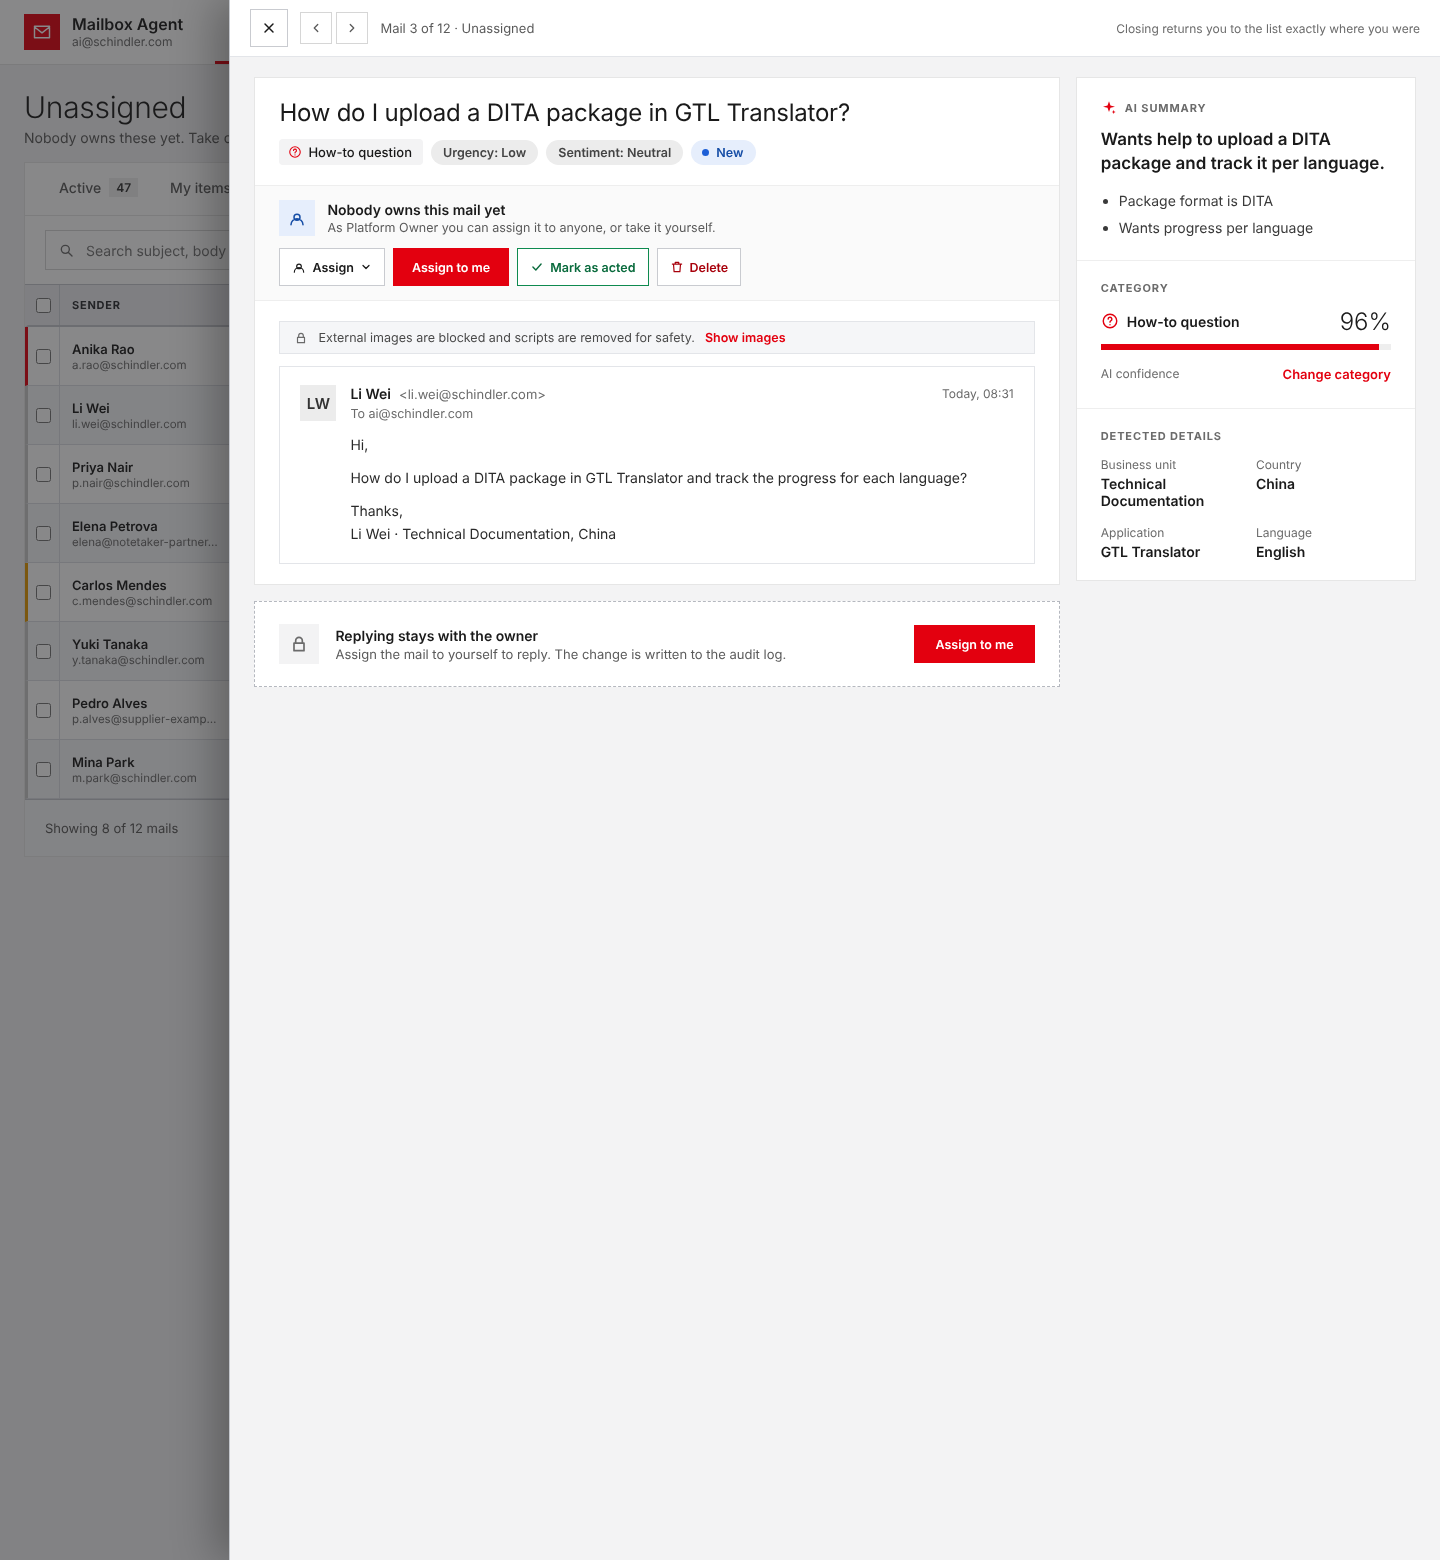 Mailbox Agent
ai@schindler.com
Unassigned
Nobody owns these yet. Take
Active 47 My items
Search subject, body
SENDER
Anika Rao
a.rao@schindler.com
Li Wei
li.wei@schindler.com
Priya Nair
p.nair@schindler.com
Elena Petrova
elena@notetaker-partner...
Carlos Mendes
c.mendes@schindler.com
Yuki Tanaka
y.tanaka@schindler.com
Pedro Alves
p.alves@supplier-examp...
Mina Park
m.park@schindler.com
Showing 8 of 12 mails
Mail 3 of 12 · Unassigned
Closing returns you to the list exactly where you were
How do I upload a DITA package in GTL Translator?
How-to question Urgency: Low Sentiment: Neutral New
Nobody owns this mail yet
As Platform Owner you can assign it to anyone, or take it yourself.
Assign Assign to me Mark as acted Delete
External images are blocked and scripts are removed for safety. Show images
LW
Li Wei <li.wei@schindler.com> Today, 08:31
To ai@schindler.com
Hi,
How do I upload a DITA package in GTL Translator and track the progress for each language?
Thanks,
Li Wei · Technical Documentation, China
Replying stays with the owner
Assign the mail to yourself to reply. The change is written to the audit log.
Assign to me
AI SUMMARY
Wants help to upload a DITA
package and track it per language.
• Package format is DITA
• Wants progress per language
CATEGORY
How-to question 96%
AI confidence Change category
DETECTED DETAILS
Business unit Country
Technical China
Documentation
Application Language
GTL Translator English